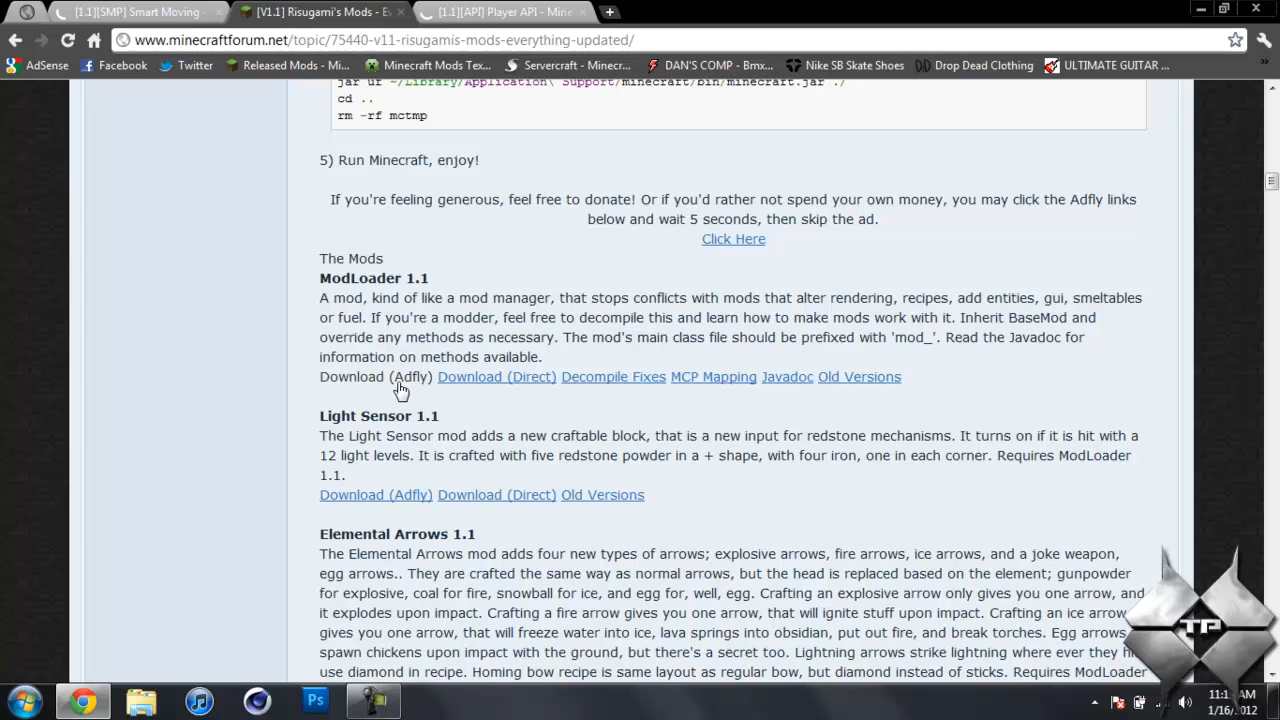 [1.1][SMP] Smart Moving -
[V1.1] Risugami's Mods - Ev
[1.1][API] Player API - Mine
www.minecraftforum.net/topic/75440-v11-risugamis-mods-everything-updated/
AdSense Facebook Twitter Released Mods - Mi... Minecraft Mods Tex... Servercraft - Minecr... DAN'S COMP - Bmx... Nike SB Skate Shoes Drop Dead Clothing ULTIMATE GUITAR ...
jar uf ~/Library/Application\ Support/minecraft/bin/minecraft.jar ./
cd ..
rm -rf mctmp
5) Run Minecraft, enjoy!
If you're feeling generous, feel free to donate! Or if you'd rather not spend your own money, you may click the Adfly links
below and wait 5 seconds, then skip the ad.
Click Here
The Mods
ModLoader 1.1
A mod, kind of like a mod manager, that stops conflicts with mods that alter rendering, recipes, add entities, gui, smeltables
or fuel. If you're a modder, feel free to decompile this and learn how to make mods work with it. Inherit BaseMod and
override any methods as necessary. The mod's main class file should be prefixed with 'mod_'. Read the Javadoc for
information on methods available.
Download (Adfly) Download (Direct) Decompile Fixes MCP Mapping Javadoc Old Versions
Light Sensor 1.1
The Light Sensor mod adds a new craftable block, that is a new input for redstone mechanisms. It turns on if it is hit with a
12 light levels. It is crafted with five redstone powder in a + shape, with four iron, one in each corner. Requires ModLoader
1.1.
Download (Adfly) Download (Direct) Old Versions
Elemental Arrows 1.1
The Elemental Arrows mod adds four new types of arrows; explosive arrows, fire arrows, ice arrows, and a joke weapon,
egg arrows.. They are crafted the same way as normal arrows, but the head is replaced based on the element; gunpowder
for explosive, coal for fire, snowball for ice, and egg for, well, egg. Crafting an explosive arrow only gives you one arrow, and
it explodes upon impact. Crafting a fire arrow gives you one arrow, that will ignite stuff upon impact. Crafting an ice arrow
gives you one arrow, that will freeze water into ice, lava springs into obsidian, put out fire, and break torches. Egg arrows
spawn chickens upon impact with the ground, but there's a secret too. Lightning arrows strike lightning where ever they
use diamond in recipe. Homing bow recipe is same layout as regular bow, but diamond instead of sticks. Requires ModLoader
TP
Ps
AM
1/16/2012